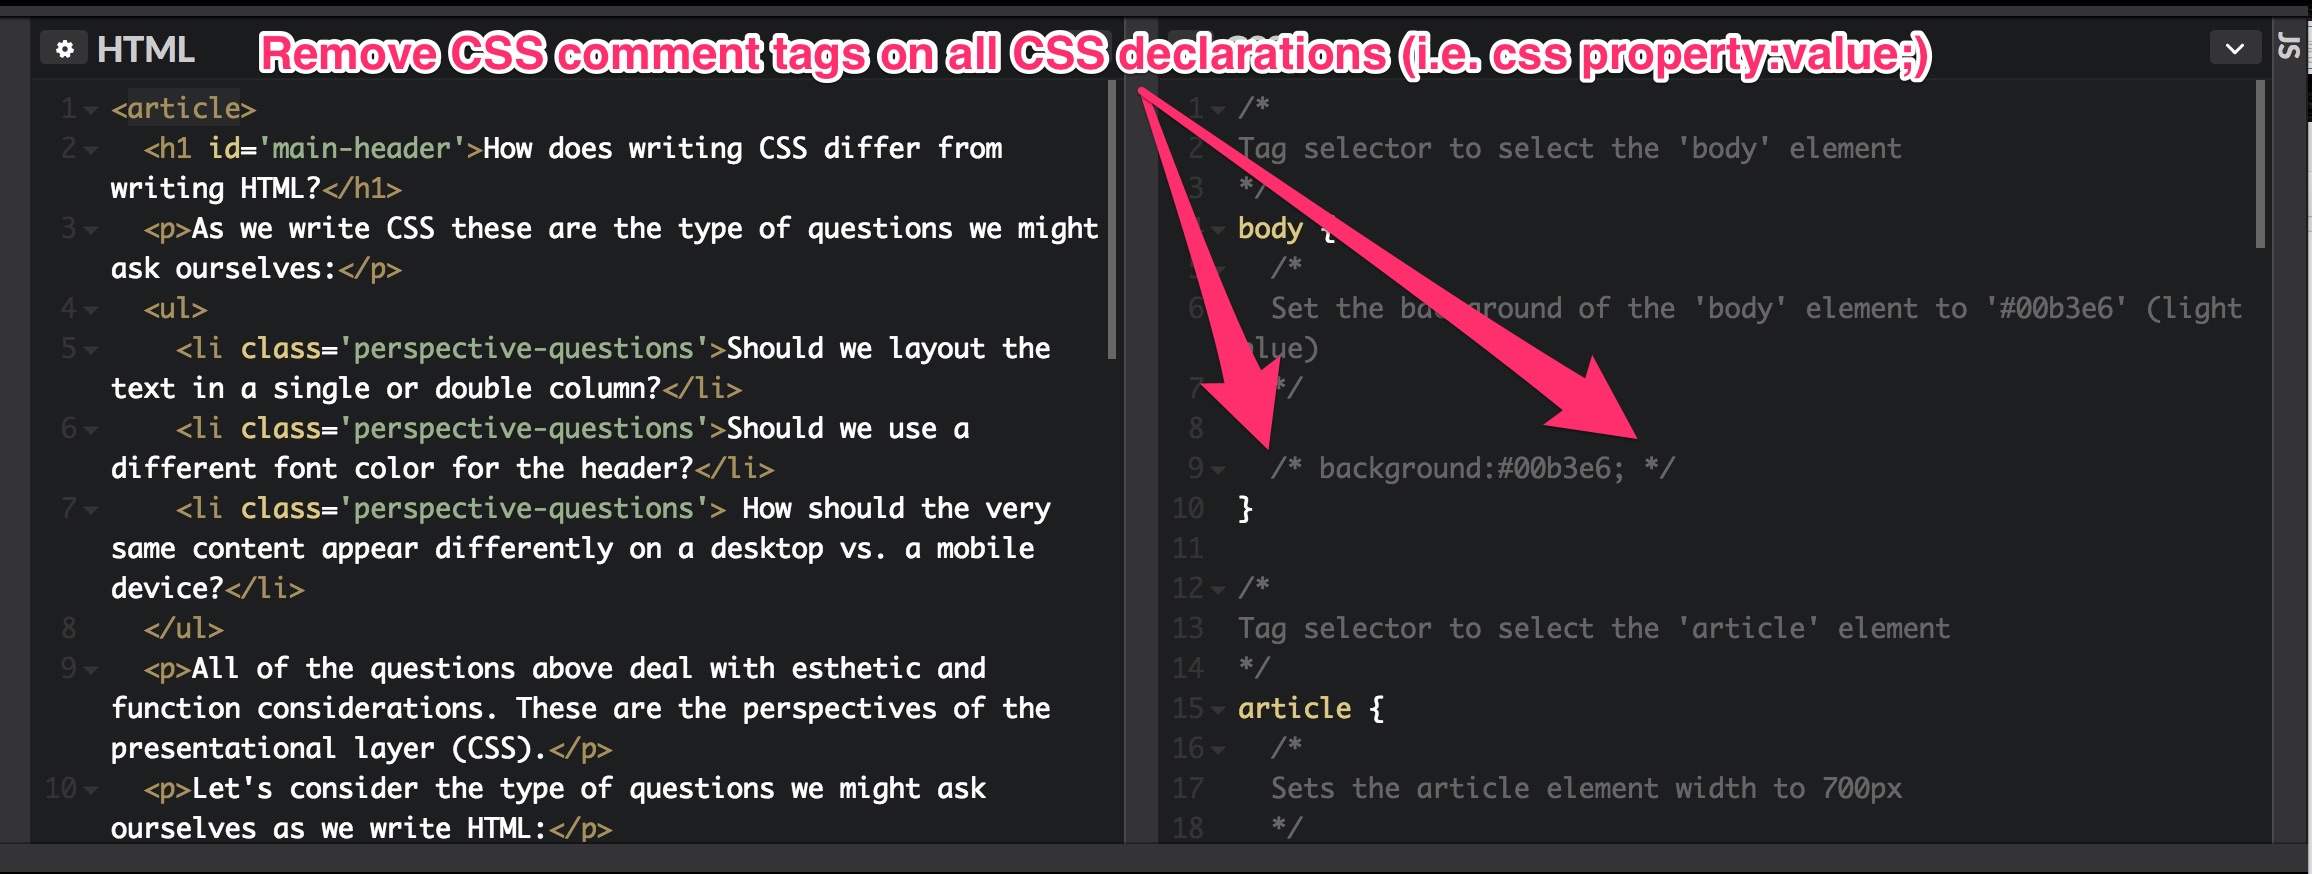 HTML
Remove CSS comment tags on all CSS declarations (i.e. css property:value;)
JS
1 <article>
2 <h1 id='main-header'>How does writing CSS differ from
writing HTML?</h1>
3 <p>As we write CSS these are the type of questions we might
ask ourselves:</p>
4 <ul>
5 <li class='perspective-questions'>Should we layout the
text in a single or double column?</li>
6 <li class='perspective-questions'>Should we use a
different font color for the header?</li>
7 <li class='perspective-questions'> How should the very
same content appear differently on a desktop vs. a mobile
device?</li>
8 </ul>
9 <p>All of the questions above deal with esthetic and
function considerations. These are the perspectives of the
presentational layer (CSS).</p>
10 <p>Let's consider the type of questions we might ask
ourselves as we write HTML:</p>
1 /*
2 Tag selector to select the 'body' element
3 */
body {
/*
6 Set the background of the 'body' element to '#00b3e6' (light
blue)
7 */
8
9 /* background:#00b3e6; */
10 }
11
12 /*
13 Tag selector to select the 'article' element
14 */
15 article {
16 /*
17 Sets the article element width to 700px
18 */